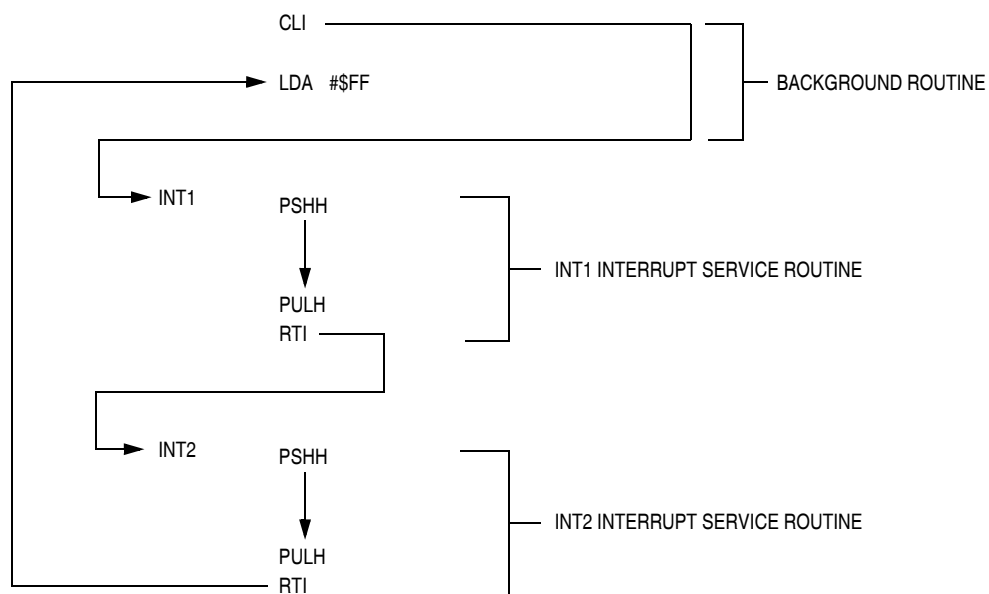 CLI
LDA #$FF
BACKGROUND ROUTINE
INT1
PSHH
INT1 INTERRUPT SERVICE ROUTINE
PULH
RTI
INT2
PSHH
INT2 INTERRUPT SERVICE ROUTINE
PULH
RTI